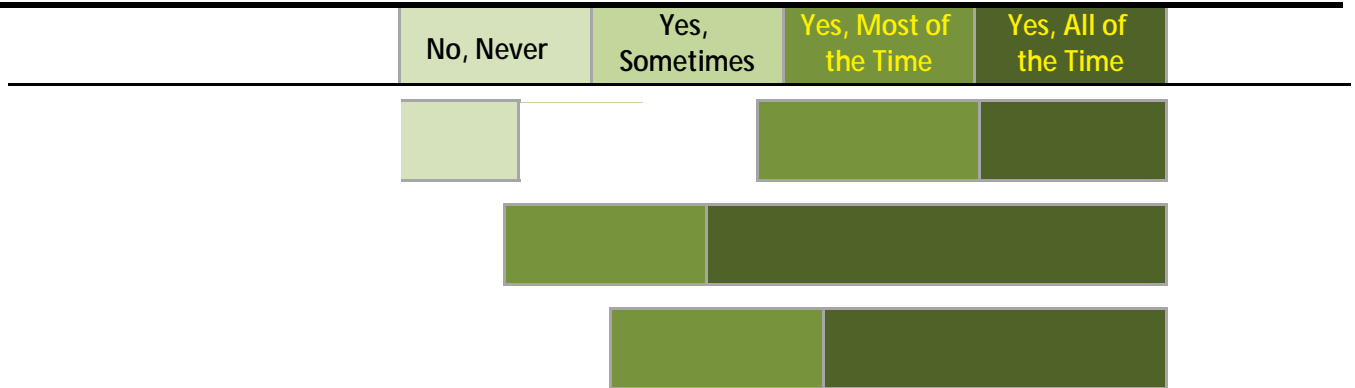 No, Never
Yes,
Sometimes
Yes, Most of
the Time
Yes, All of
the Time